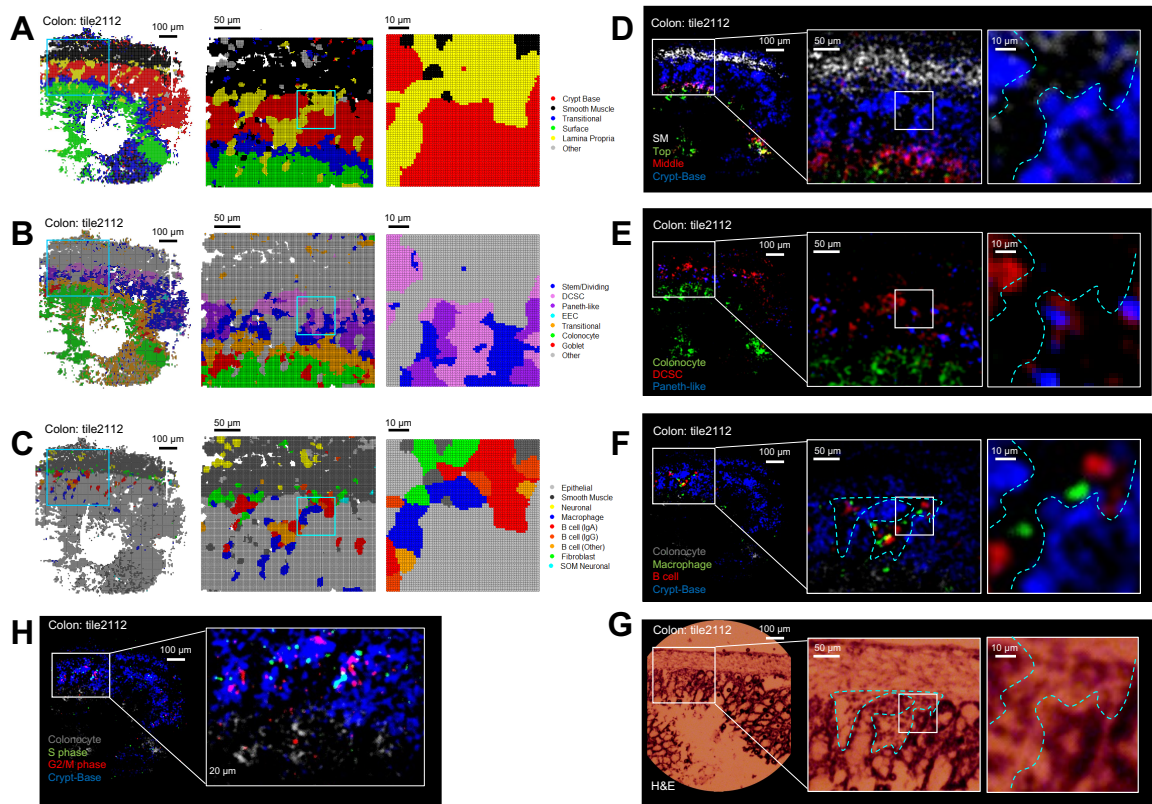 A
Colon: tile2112
100 µm
50 µm
10 µm
Crypt Base
Smooth Muscle
Transitional
Surface
Lamina Propria
Other
B
Colon: tile2112
100 µm
50 µm
10 µm
Stem/Dividing
DCSC
Paneth-like
EEC
Transitional
Colonocyte
Goblet
Other
C
Colon: tile2112
100 µm
50 µm
10 µm
Epithelial
Smooth Muscle
Neuronal
Macrophage
B cell (IgA)
B cell (IgG)
B cell (Other)
Fibroblast
SOM Neuronal
H
Colon: tile2112
100 µm
Colonocyte
S phase
G2/M phase
Crypt-Base
20 µm
D
Colon: tile2112
100 µm
50 µm
10 µm
SM
Top
Middle
Crypt-Base
E
Colon: tile2112
100 µm
50 µm
10 µm
Colonocyte
DCSC
Paneth-like
F
Colon: tile2112
100 µm
50 µm
10 µm
Colonocyte
Macrophage
B cell
Crypt-Base
G
Colon: tile2112
100 µm
50 µm
10 µm
H&E